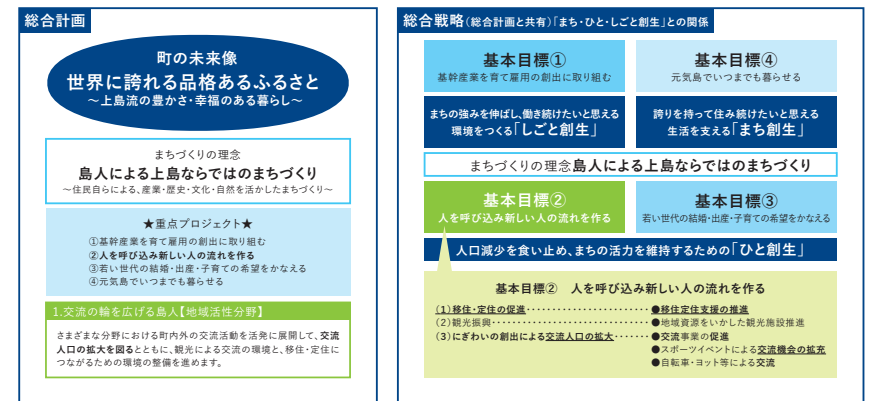 総合計画
町の未来像
世界に誇れる品格あるふるさと
～上島流の豊かさ・幸福のある暮らし～
まちづくりの理念
島人による上島ならではのまちづくり
～住民自らによる、産業・歴史・文化・自然を活かしたまちづくり～
★重点プロジェクト★
①基幹産業を育て雇用の創出に取り組む
②人を呼び込み新しい人の流れを作る
③若い世代の結婚・出産・子育ての希望をかなえる
④元気島でいつまでも暮らせる
1.交流の輪を広げる島人【地域活性分野】
さまざまな分野における町内外の交流活動を活発に展開して、交流
人口の拡大を図るとともに、観光による交流の環境と、移住・定住に
つながるための環境の整備を進めます。
総合戦略(総合計画と共有)「まち・ひと・しごと創生」との関係
基本目標①
基幹産業を育て雇用の創出に取り組む
基本目標④
元気島でいつまでも暮らせる
まちの強みを伸ばし、働き続けたいと思える
環境をつくる「しごと創生」
誇りを持って住み続けたいと思える
生活を支える「まち創生」
まちづくりの理念島人による上島ならではのまちづくり
基本目標②
人を呼び込み新しい人の流れを作る
基本目標③
若い世代の結婚・出産・子育ての希望をかなえる
人口減少を食い止め、まちの活力を維持するための「ひと創生」
基本目標②　人を呼び込み新しい人の流れを作る
(1)移住・定住の促進・・・・・・・・・・・・・・・・・・・・・・●移住定住支援の推進
(2)観光振興・・・・・・・・・・・・・・・・・・・・・・・・・・・・●地域資源をいかした観光施設推進
(3)にぎわいの創出による交流人口の拡大・・・・・・・●交流事業の促進
●スポーツイベントによる交流機会の拡充
●自転車・ヨット等による交流